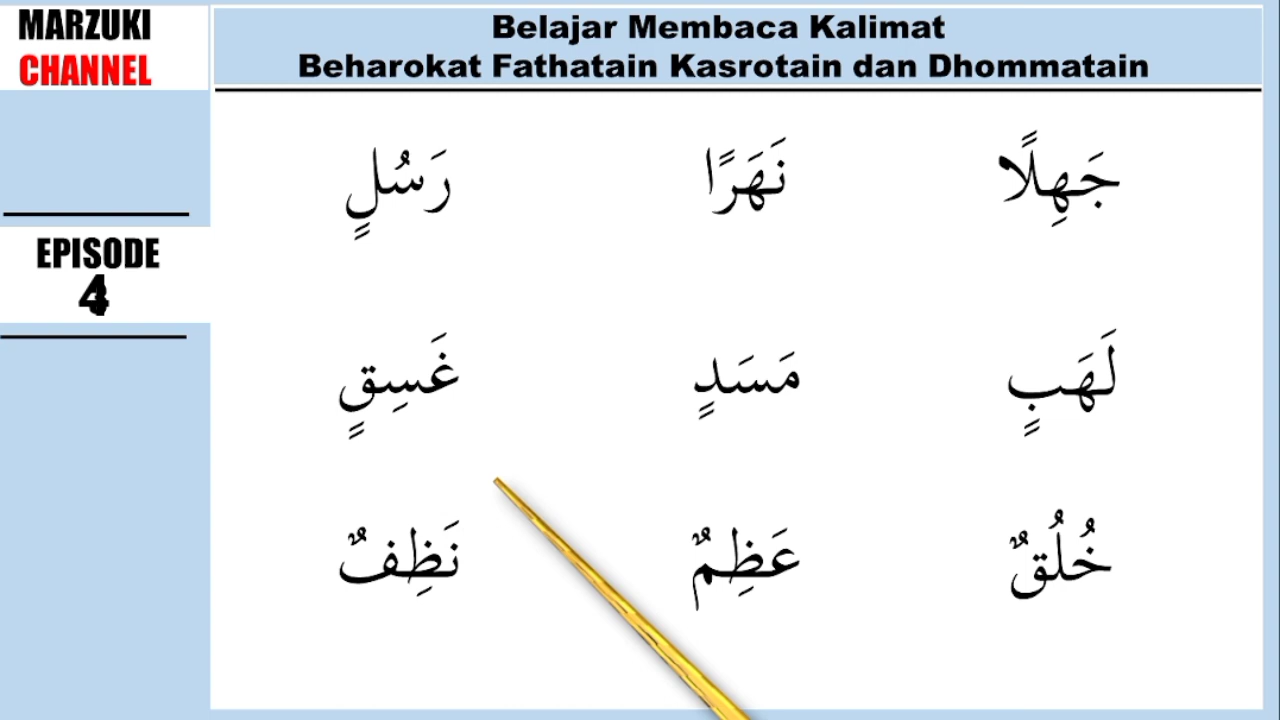 MARZUKI
CHANNEL
Belajar Membaca Kalimat
Beharokat Fathatain Kasrotain dan Dhommatain
EPISODE
4
جَهِلًا نَهَرًا رَسُلٍ
لَهَبٍ مَسَدٍ غَسِقٍ
خُلُقٌ عَظِمٌ نَظِفٌ